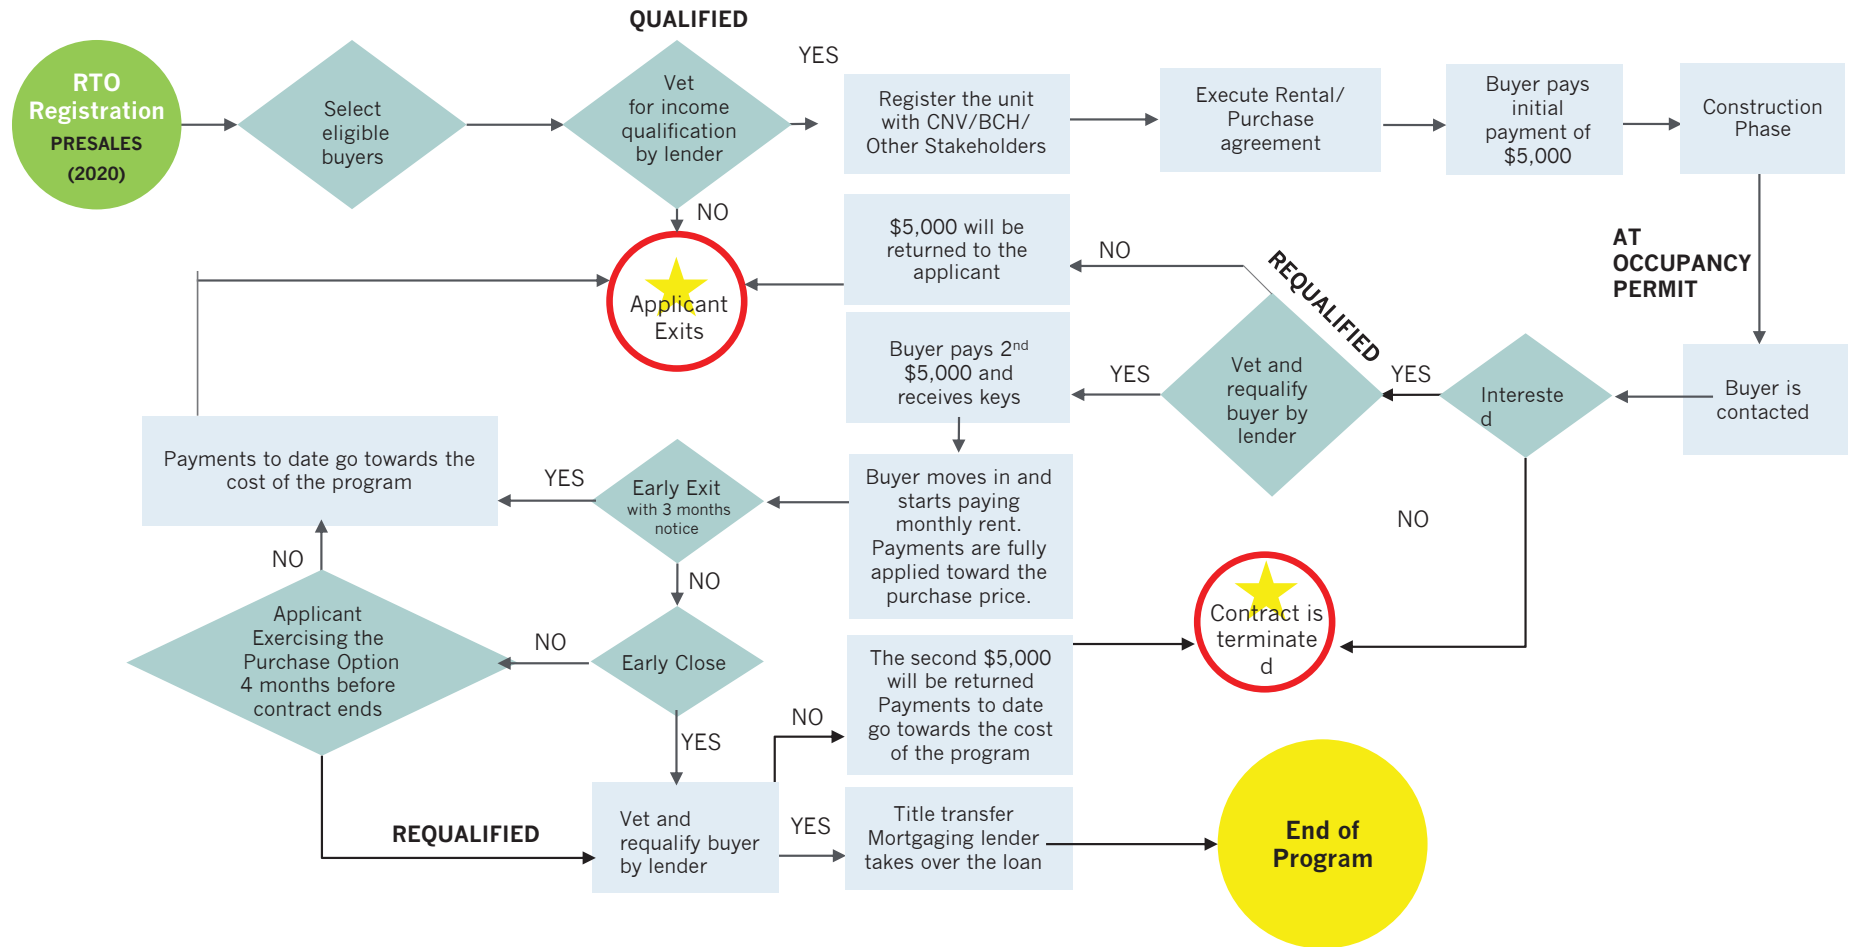 QUALIFIED
RTO
Registration
PRESALES
(2020)
Select
eligible
buyers
Vet
for income
qualification
by lender
YES
Register the unit
with CNV/BCH/
Other Stakeholders
Execute Rental/
Purchase
agreement
Buyer pays
initial
payment of
$5,000
Construction
Phase
NO
$5,000 will be
returned to the
applicant
NO
REQUALIFIED
AT
OCCUPANCY
PERMIT
Applicant
Exits
Buyer pays 2nd
$5,000 and
receives keys
YES
Vet and
requalify
buyer by
lender
YES
Intereste
d
Buyer is
contacted
Payments to date go towards the
cost of the program
YES
Early Exit
with 3 months
notice
Buyer moves in and
starts paying
monthly rent.
Payments are fully
applied toward the
purchase price.
NO
NO
NO
Contract is
terminate
d
Applicant
Exercising the
Purchase Option
4 months before
contract ends
NO
Early Close
The second $5,000
will be returned
Payments to date
go towards the cost
of the program
NO
YES
REQUALIFIED
Vet and
requalify buyer
by lender
YES
Title transfer
Mortgaging lender
takes over the loan
End of
Program